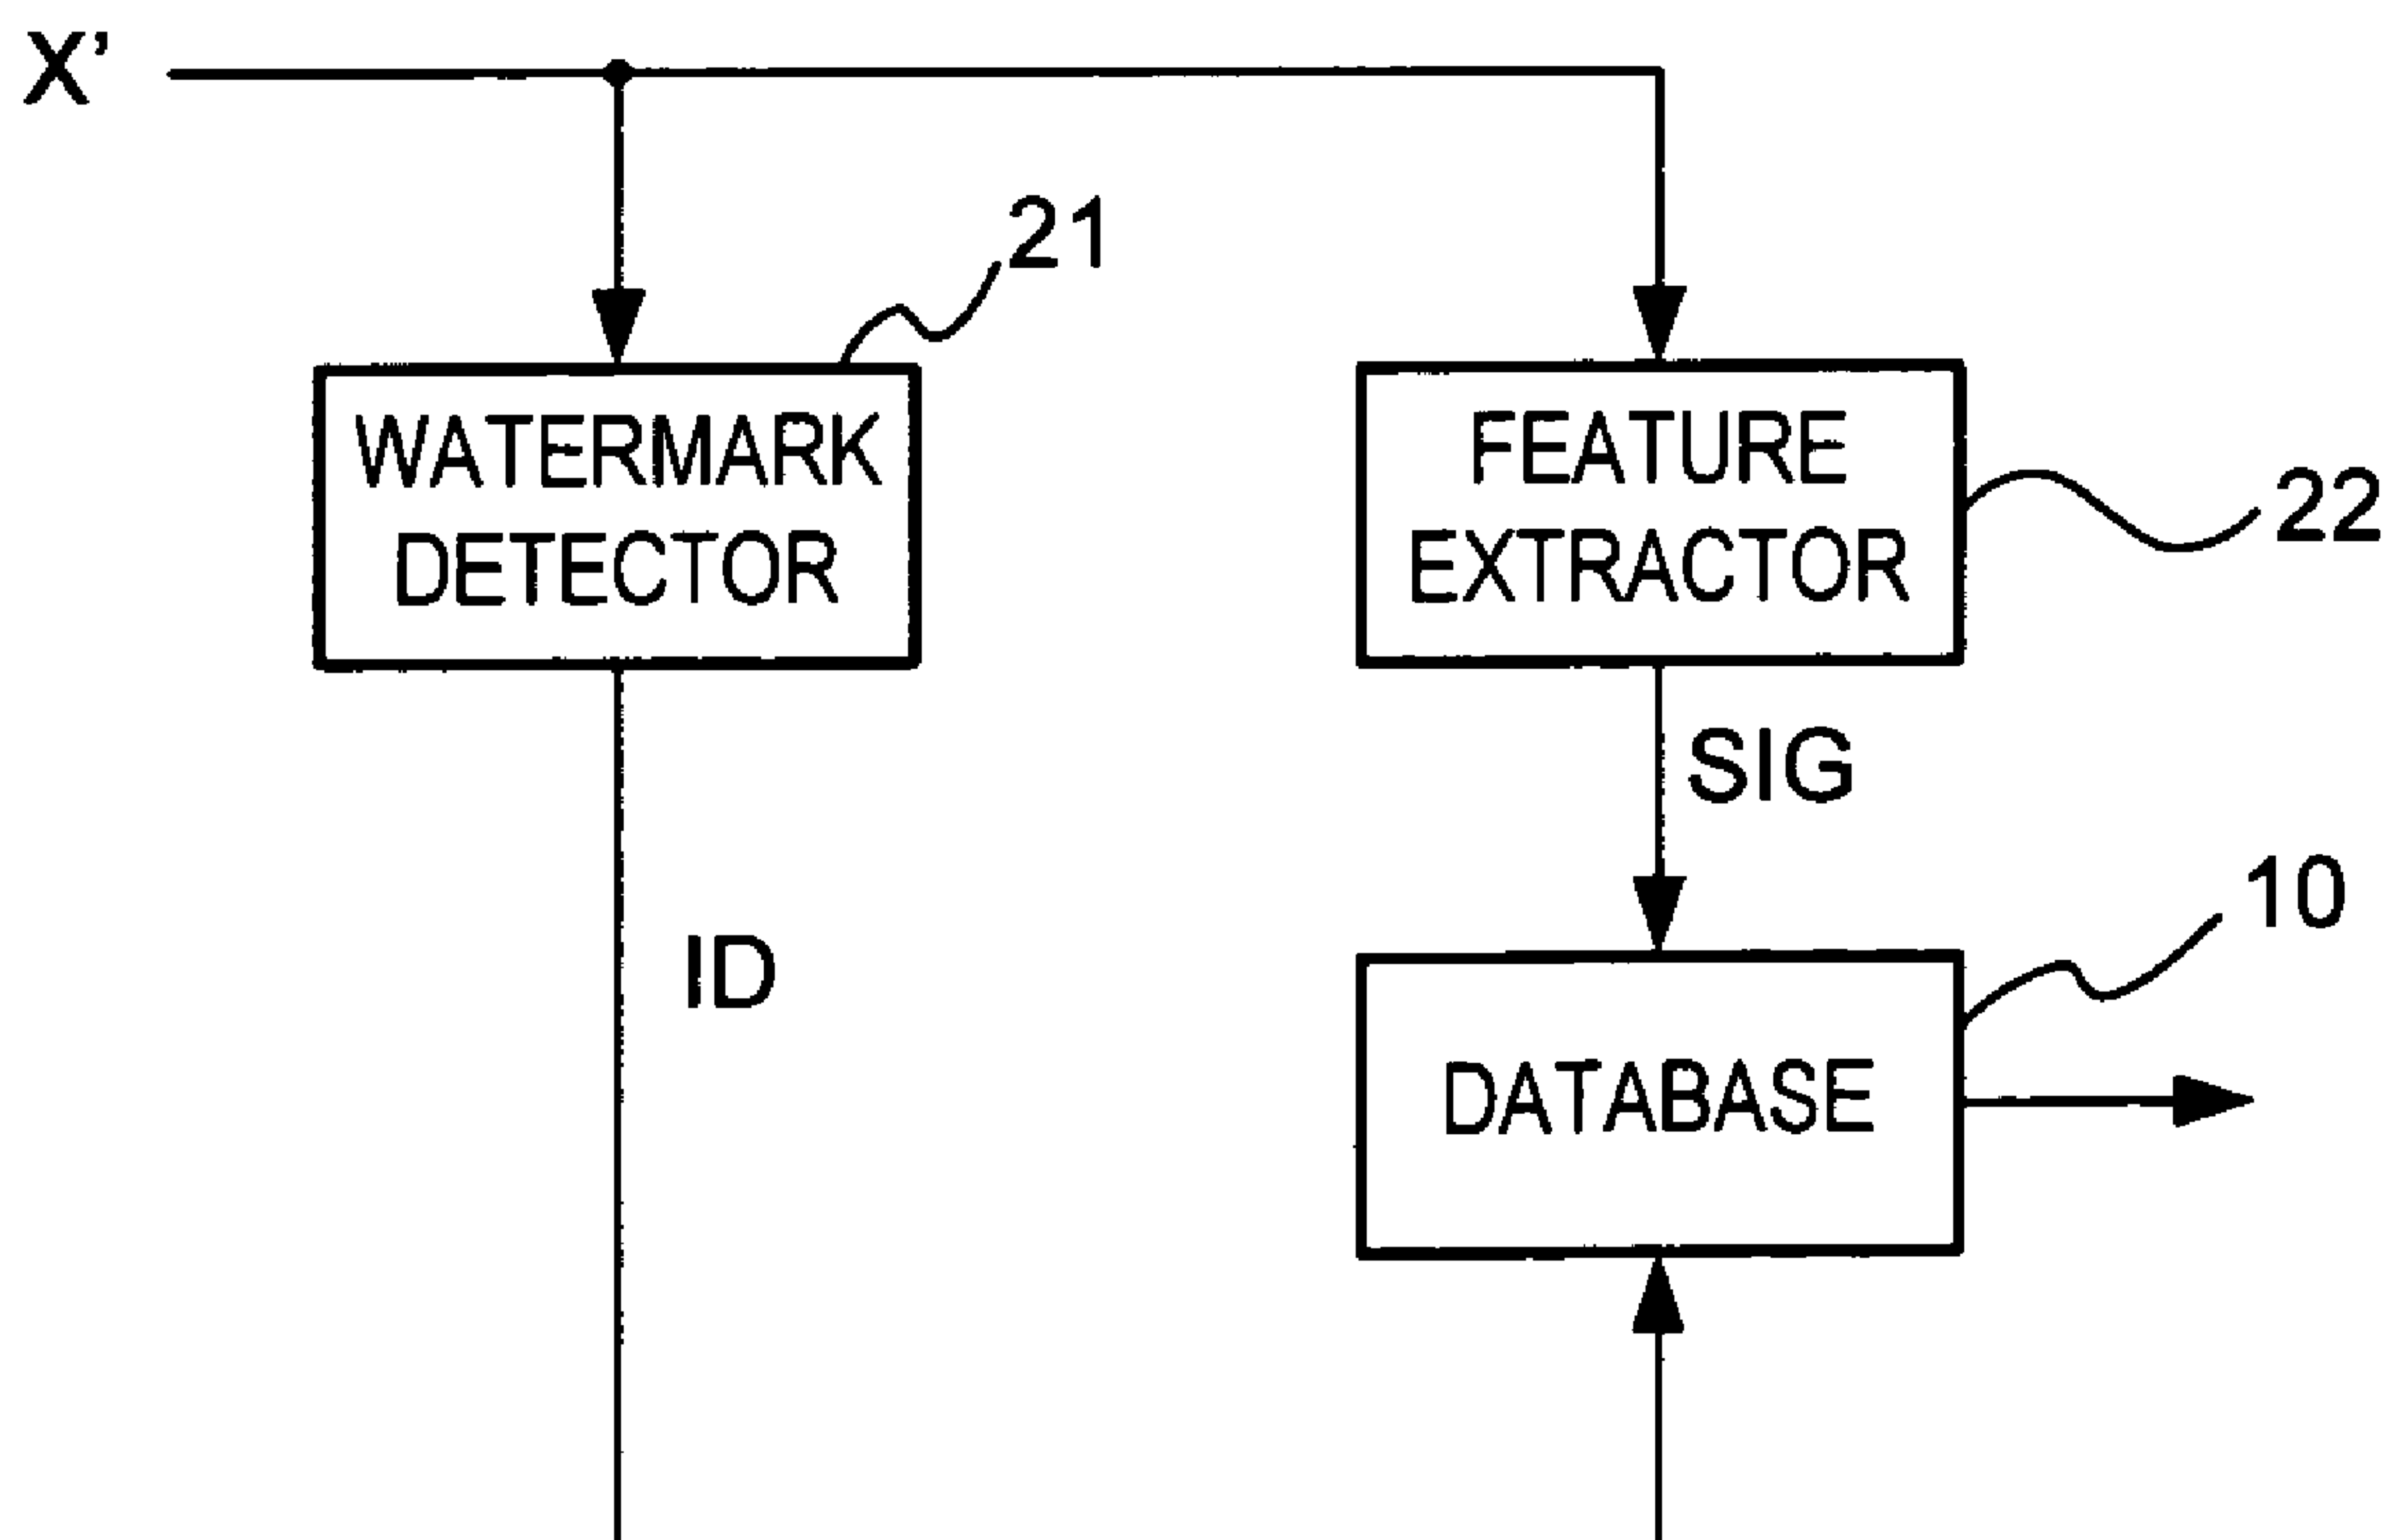 X'
21
WATERMARK
DETECTOR
FEATURE
EXTRACTOR
22
SIG
10
ID
DATABASE